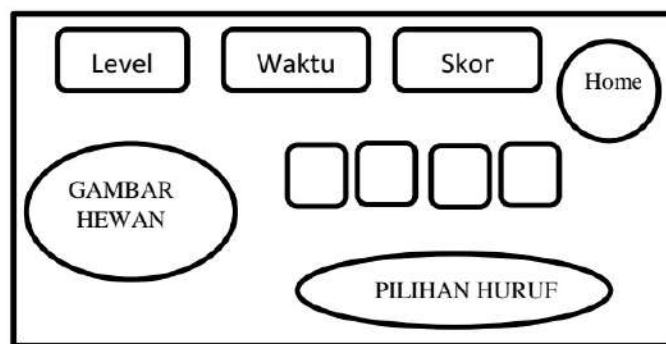 Level
Waktu
Skor
Home
GAMBAR
HEWAN
PILIHAN HURUF